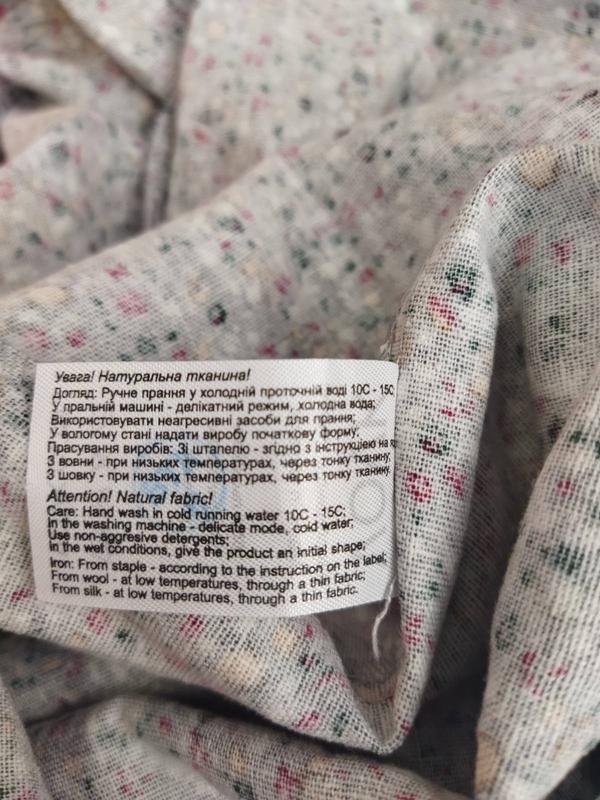 Увага! Натуральна тканина!
Догляд: Ручне прання у холодній проточній воді 10С - 15С
У пральній машині - делікатний режим, холодна вода;
Використовувати неагресивні засоби для прання;
У вологому стані надати виробу початкову форму;
Прасування виробів: Зі штапелю - згідно з інструкцією на
З вовни - при низьких температурах, через тонку тканину;
З шовку - при низьких температурах, через тонку тканину.
Attention! Natural fabric!
Care: Hand wash in cold running water 10C - 15C;
In the washing machine - delicate mode, cold water;
Use non-aggresive detergents;
In the wet conditions, give the product an initial shape;
Iron: From staple - according to the instruction on the label;
From wool - at low temperatures, through a thin fabric;
From silk - at low temperatures, through a thin fabric.